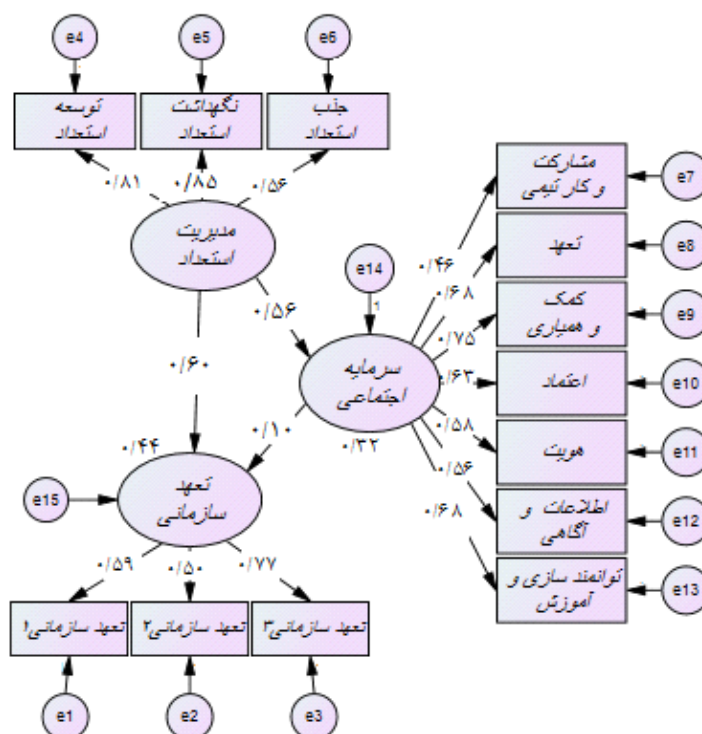 e4
e5
e6
توسعه
استعداد
نگهداشت
استعداد
جذب
استعداد
۰/۸۱
۰/۸۵
۰/۵۶
مدیریت
استعداد
e14
۱
۰/۵۶
۰/۶۰
سرمایه
اجتماعی
۰/۳۲
۰/۱۰
۰/۴۴
تعهد
سازمانی
e15
۰/۵۹
۰/۵۰
۰/۷۷
تعهد سازمانی۱
تعهد سازمانی۲
تعهد سازمانی۳
e1
e2
e3
۰/۴۶
مشارکت
و کار تیمی
e7
۰/۶۸
تعهد
e8
۰/۷۵
کمک
و همیاری
e9
۰/۶۳
اعتماد
e10
۰/۵۸
هویت
e11
۰/۵۶
اطلاعات و
آگاهی
e12
۰/۶۸
توانمند سازی و
آموزش
e13